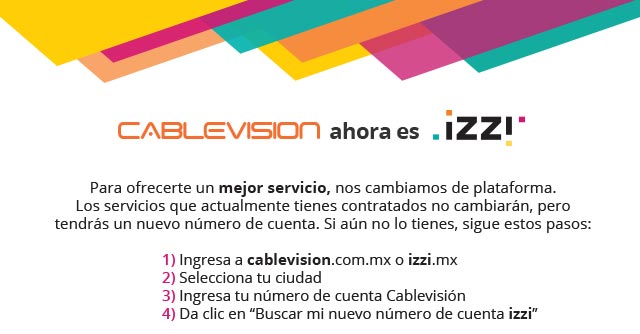 CABLEVISION ahora es izzi
Para ofrecerte un mejor servicio, nos cambiamos de plataforma.
Los servicios que actualmente tienes contratados no cambiarán, pero
tendrás un nuevo número de cuenta. Si aún no lo tienes, sigue estos pasos:
1) Ingresa a cablevision.com.mx o izzi.mx
2) Selecciona tu ciudad
3) Ingresa tu número de cuenta Cablevisión
4) Da clic en “Buscar mi nuevo número de cuenta izzi”